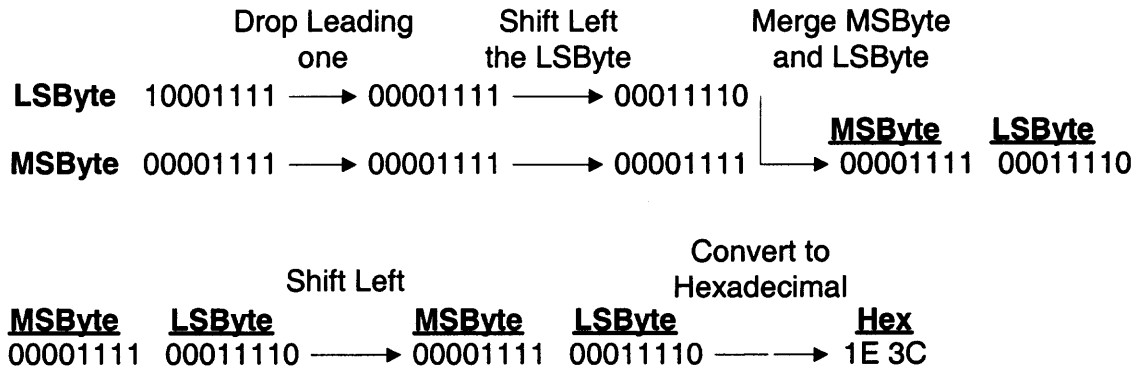 Drop Leading one
Shift Left the LSByte
Merge MSByte and LSByte
LSByte 10001111 00001111 00011110
MSByte LSByte
MSByte 00001111 00001111 00001111 00001111 00011110
Convert to Hexadecimal
Shift Left
MSByte LSByte MSByte LSByte Hex
00001111 00011110 00001111 00011110 1E 3C